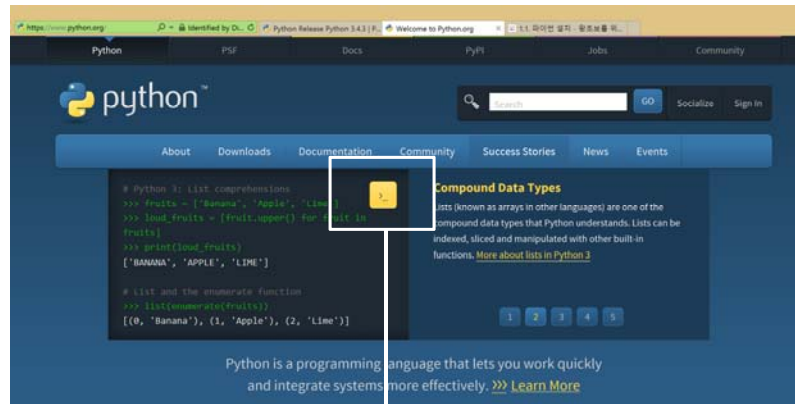 https://www.python.org/
Identified by Di...
Python Release Python 3.4.3 | P...
Welcome to Python.org
1.1. 파이썬 설치 - 왕초보를 위...
Python PSF Docs PyPI Jobs Community
python™
Search
GO
Socialize
Sign In
About Downloads Documentation Community Success Stories News Events
# Python 3: List comprehensions
>>> fruits = ['Banana', 'Apple', 'Lime']
>>> loud_fruits = [fruit.upper() for fruit in
fruits]
>>> print(loud_fruits)
['BANANA', 'APPLE', 'LIME']
# List and the enumerate function
>>> list(enumerate(fruits))
[(0, 'Banana'), (1, 'Apple'), (2, 'Lime')]
>_
Compound Data Types
Lists (known as arrays in other languages) are one of the
compound data types that Python understands. Lists can be
indexed, sliced and manipulated with other built-in
functions. More about lists in Python 3
1 2 3 4 5
Python is a programming language that lets you work quickly
and integrate systems more effectively. >>> Learn More